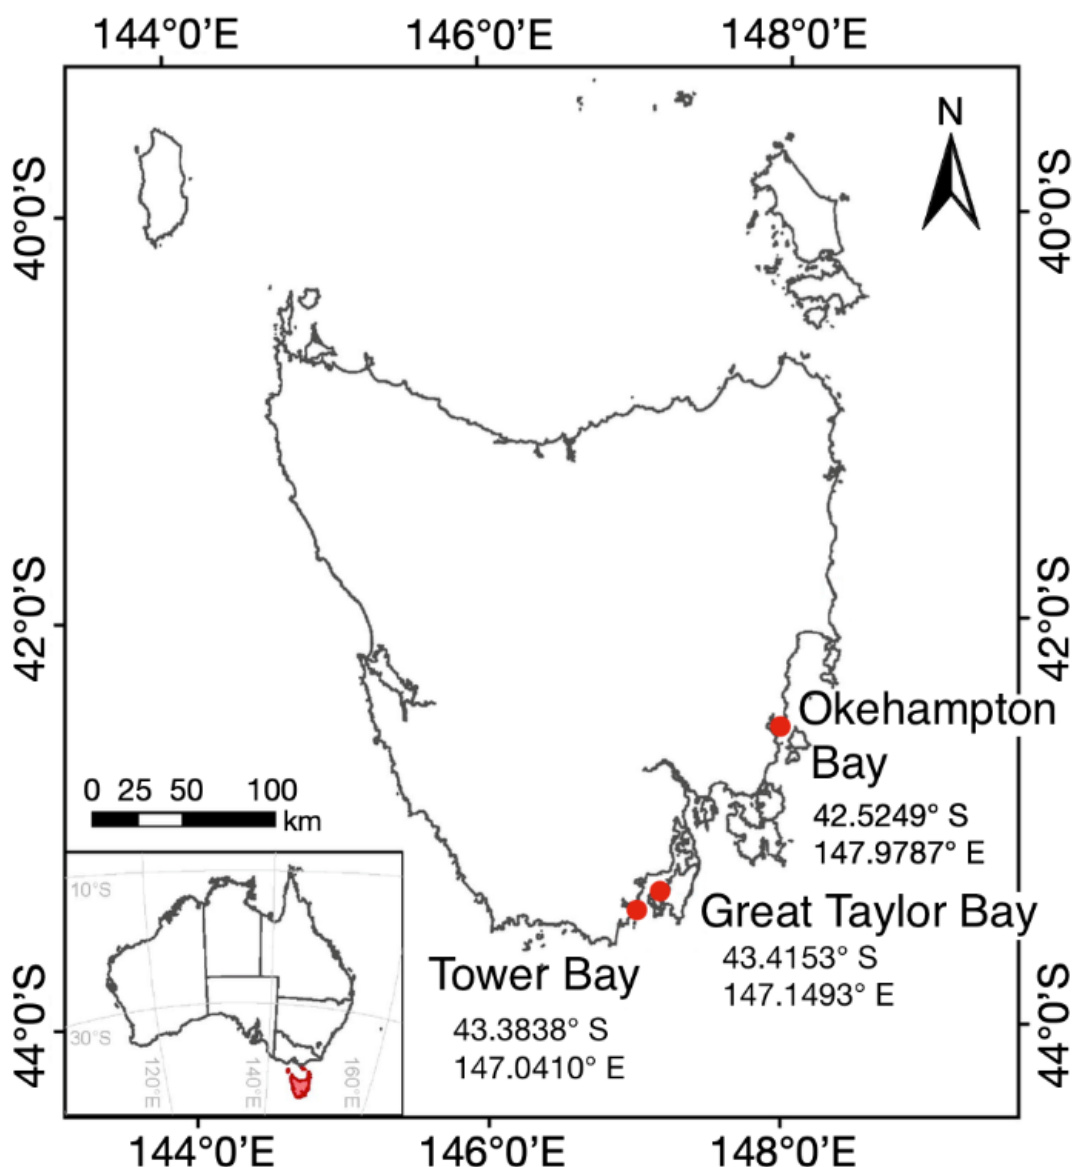 144°0’E 146°0’E 148°0’E
N
40°0’S
40°0’S
42°0’S
42°0’S
Okehampton
Bay
42.5249° S
147.9787° E
0 25 50 100
km
10°S
30°S
120°E
140°E
160°E
Great Taylor Bay
43.4153° S
147.1493° E
Tower Bay
43.3838° S
147.0410° E
44°0’S
44°0’S
144°0’E 146°0’E 148°0’E